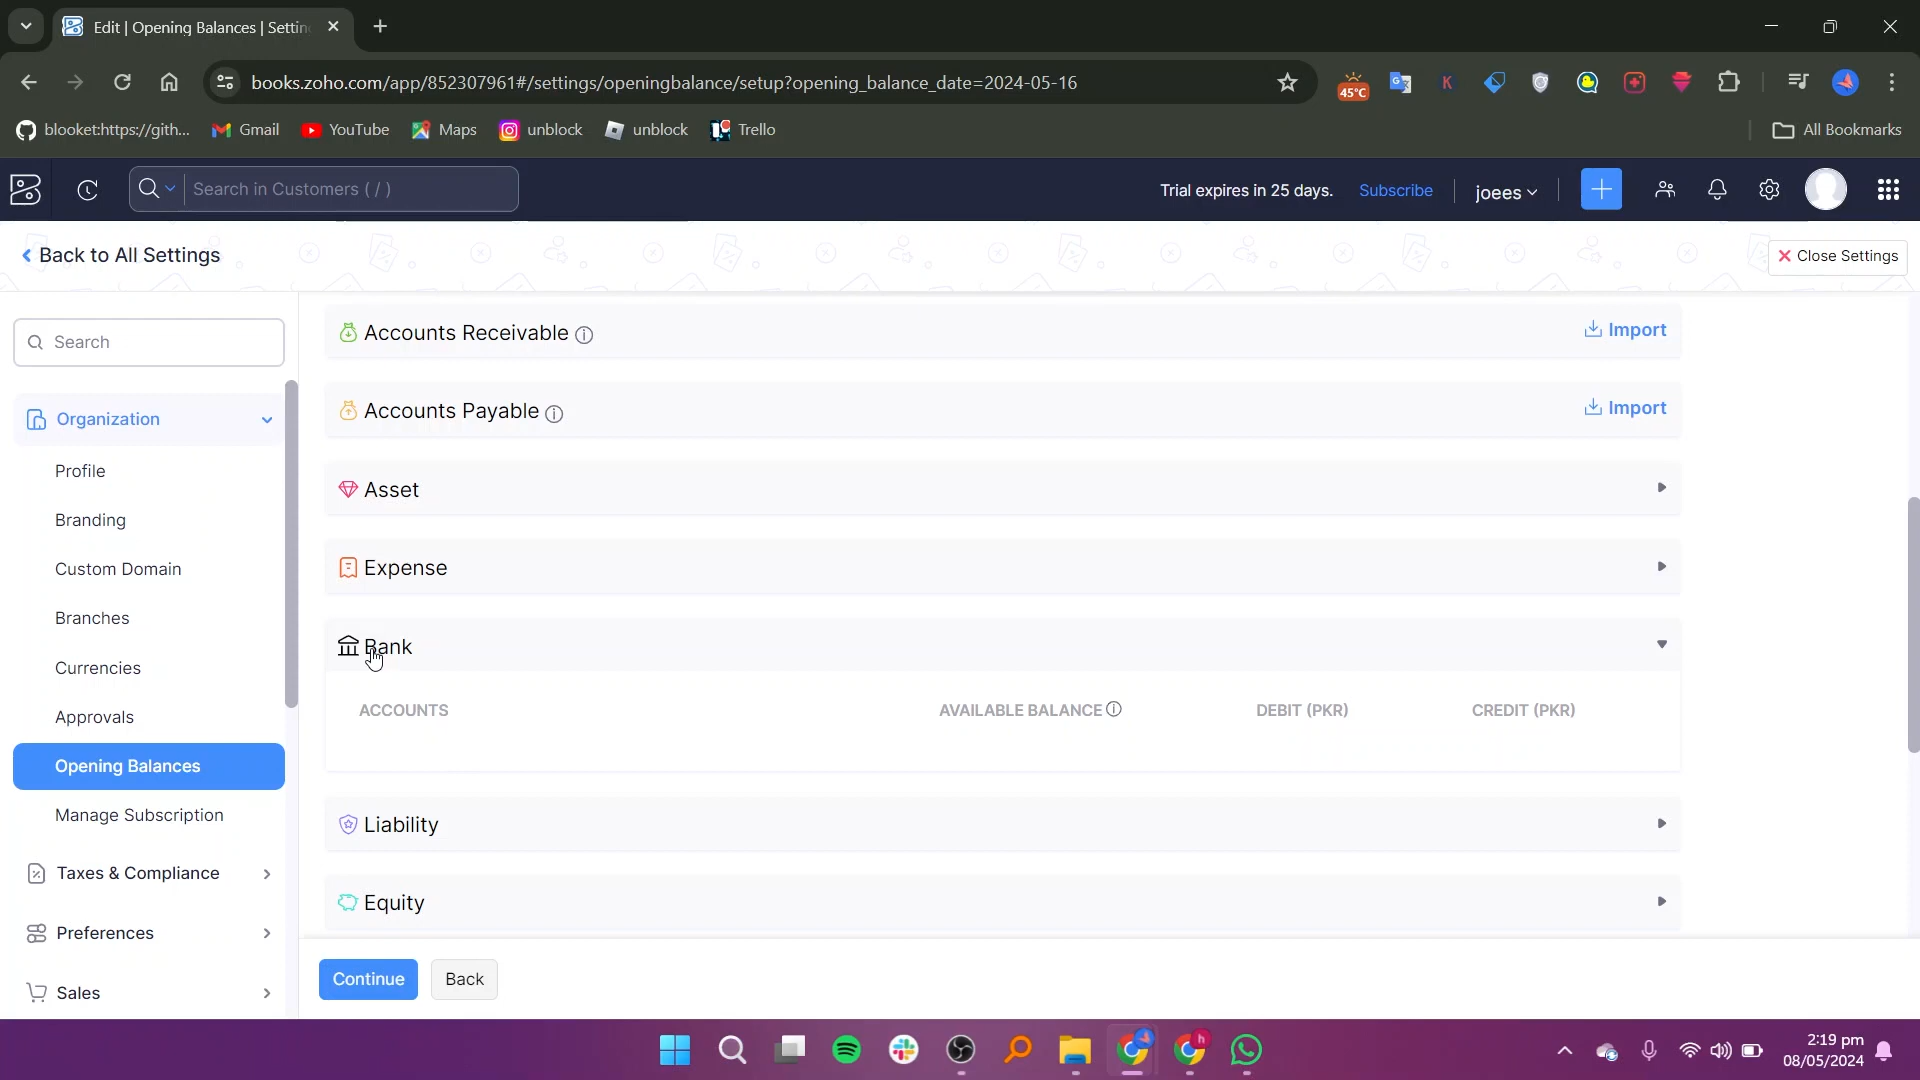 Edit | Opening Balances | Settin
books.zoho.com/app/852307961#/settings/openingbalance/setup?opening_balance_date=2024-05-16
45°C
K
blooket:https://gith...
Gmail
YouTube
Maps
unblock
unblock
Trello
All Bookmarks
Search in Customers ( / )
Trial expires in 25 days.
Subscribe
joees
Back to All Settings
Close Settings
Search
Organization
Profile
Branding
Custom Domain
Branches
Currencies
Approvals
Opening Balances
Manage Subscription
Taxes & Compliance
Preferences
Sales
Accounts Receivable
Import
Accounts Payable
Import
Asset
Expense
Bank
ACCOUNTS
AVAILABLE BALANCE
DEBIT (PKR)
CREDIT (PKR)
Liability
Equity
Continue
Back
h
2:19 pm
08/05/2024